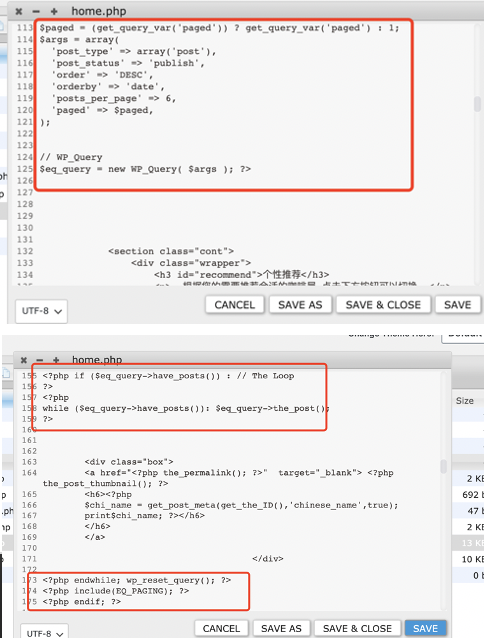 home.php
113 $paged = (get_query_var('paged')) ? get_query_var('paged') : 1;
114 $args = array(
115 'post_type' => array('post'),
116 'post_status' => 'publish',
117 'order' => 'DESC',
118 'orderby' => 'date',
119 'posts_per_page' => 6,
120 'paged' => $paged,
121 );
122
123
124 // WP_Query
125 $eq_query = new WP_Query( $args ); ?>
126
127
128
129
130
131
132 <section class="cont">
133 <div class="wrapper">
134 <h3 id="recommend">个性推荐</h3>
UTF-8
CANCEL
SAVE AS
SAVE & CLOSE
SAVE
home.php
Size
155 <?php if ($eq_query->have_posts()) : // The Loop
156 ?>
157 <?php
158 while ($eq_query->have_posts()): $eq_query->the_post();
159 ?>
160
161
162
163 <div class="box">
164 <a href="<?php the_permalink(); ?>" target="_blank"> <?php
the_post_thumbnail(); ?>
165 <h6><?php
166 $chi_name = get_post_meta(get_the_ID(),'chinese_name',true);
167 print$chi_name; ?></h6>
168 </h6>
169 </a>
170
171 </div>
172
173 <?php endwhile; wp_reset_query(); ?>
174 <?php include(EQ_PAGING); ?>
175 <?php endif; ?>
2 KB
692 b
47 b
2 KB
13 KB
10 KB
0 b
UTF-8
CANCEL
SAVE AS
SAVE & CLOSE
SAVE